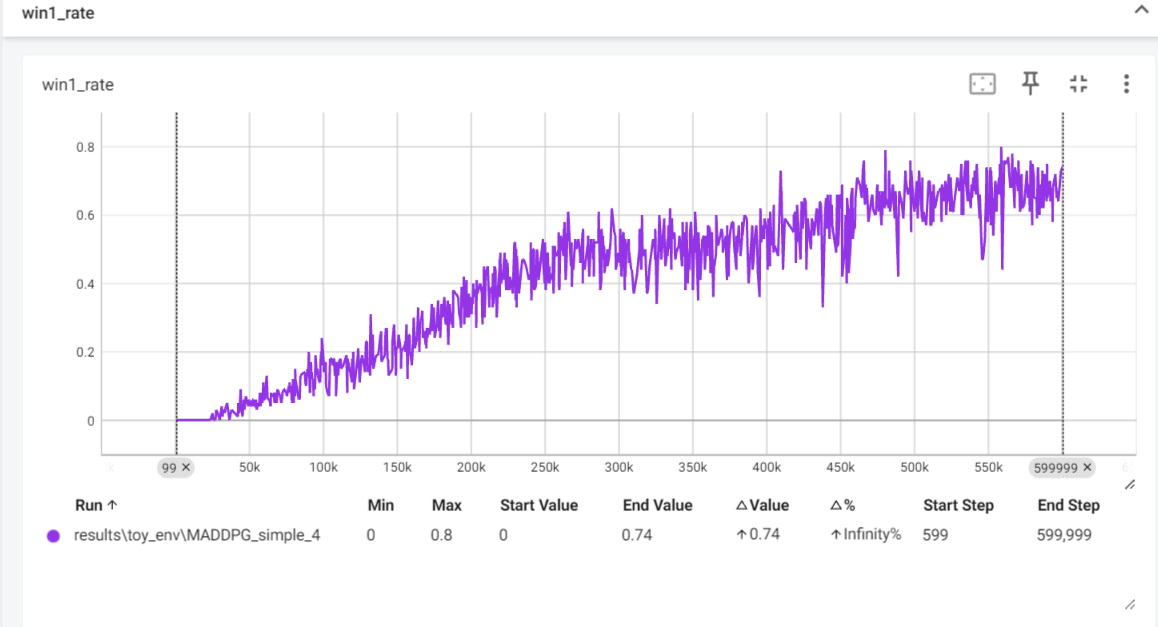 win1_rate
win1_rate
0.8
0.6
0.4
0.2
0
99 × 50k 100k 150k 200k 250k 300k 350k 400k 450k 500k 550k 599999 ×
Run ↑ Min Max Start Value End Value △Value △% Start Step End Step
results\toy_env\MADDPG_simple_4 0 0.8 0 0.74 ↑0.74 ↑Infinity% 599 599,999